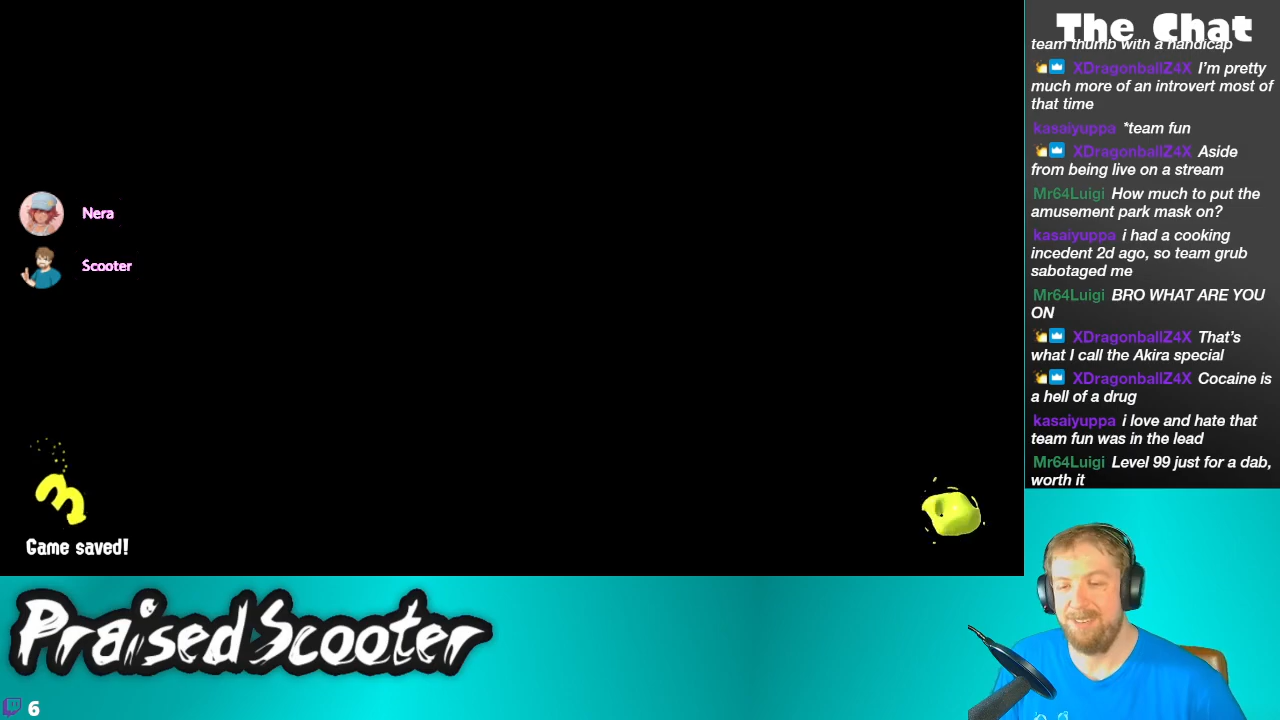 The Chat
team thumb with a handicap
XDragonballZ4X I'm pretty
much more of an introvert most of
that time
kasaiyuppa *team fun
XDragonballZ4X Aside
from being live on a stream
Mr64Luigi How much to put the
amusement park mask on?
kasaiyuppa i had a cooking
incedent 2d ago, so team grub
sabotaged me
Mr64Luigi BRO WHAT ARE YOU
ON
XDragonballZ4X That's
what I call the Akira special
XDragonballZ4X Cocaine is
a hell of a drug
kasaiyuppa i love and hate that
team fun was in the lead
Mr64Luigi Level 99 just for a dab,
worth it
Nera
Scooter
3
Game saved!
PraisedScooter
6